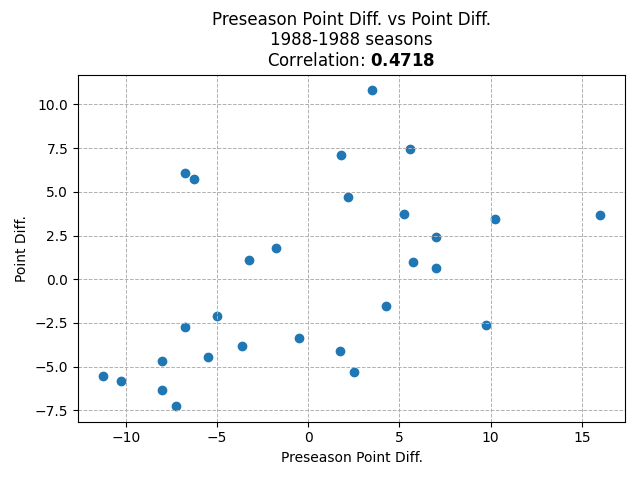 Preseason Point Diff. vs Point Diff.
1988-1988 seasons
Correlation: 0.4718
10.0
7.5
5.0
2.5
0.0
−2.5
−5.0
−7.5
Point Diff.
−10
−5
0
5
10
15
Preseason Point Diff.